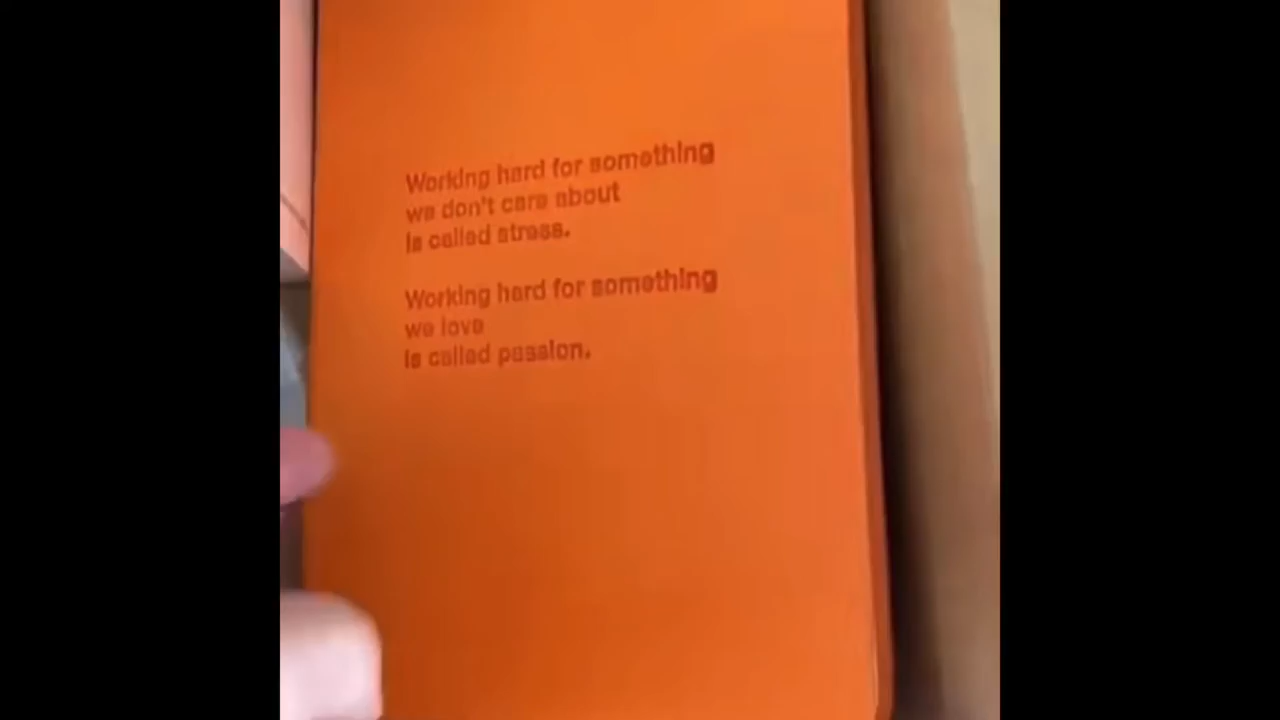 Working hard for something
we don't care about
is called stress.
Working hard for something
we love
is called passion.